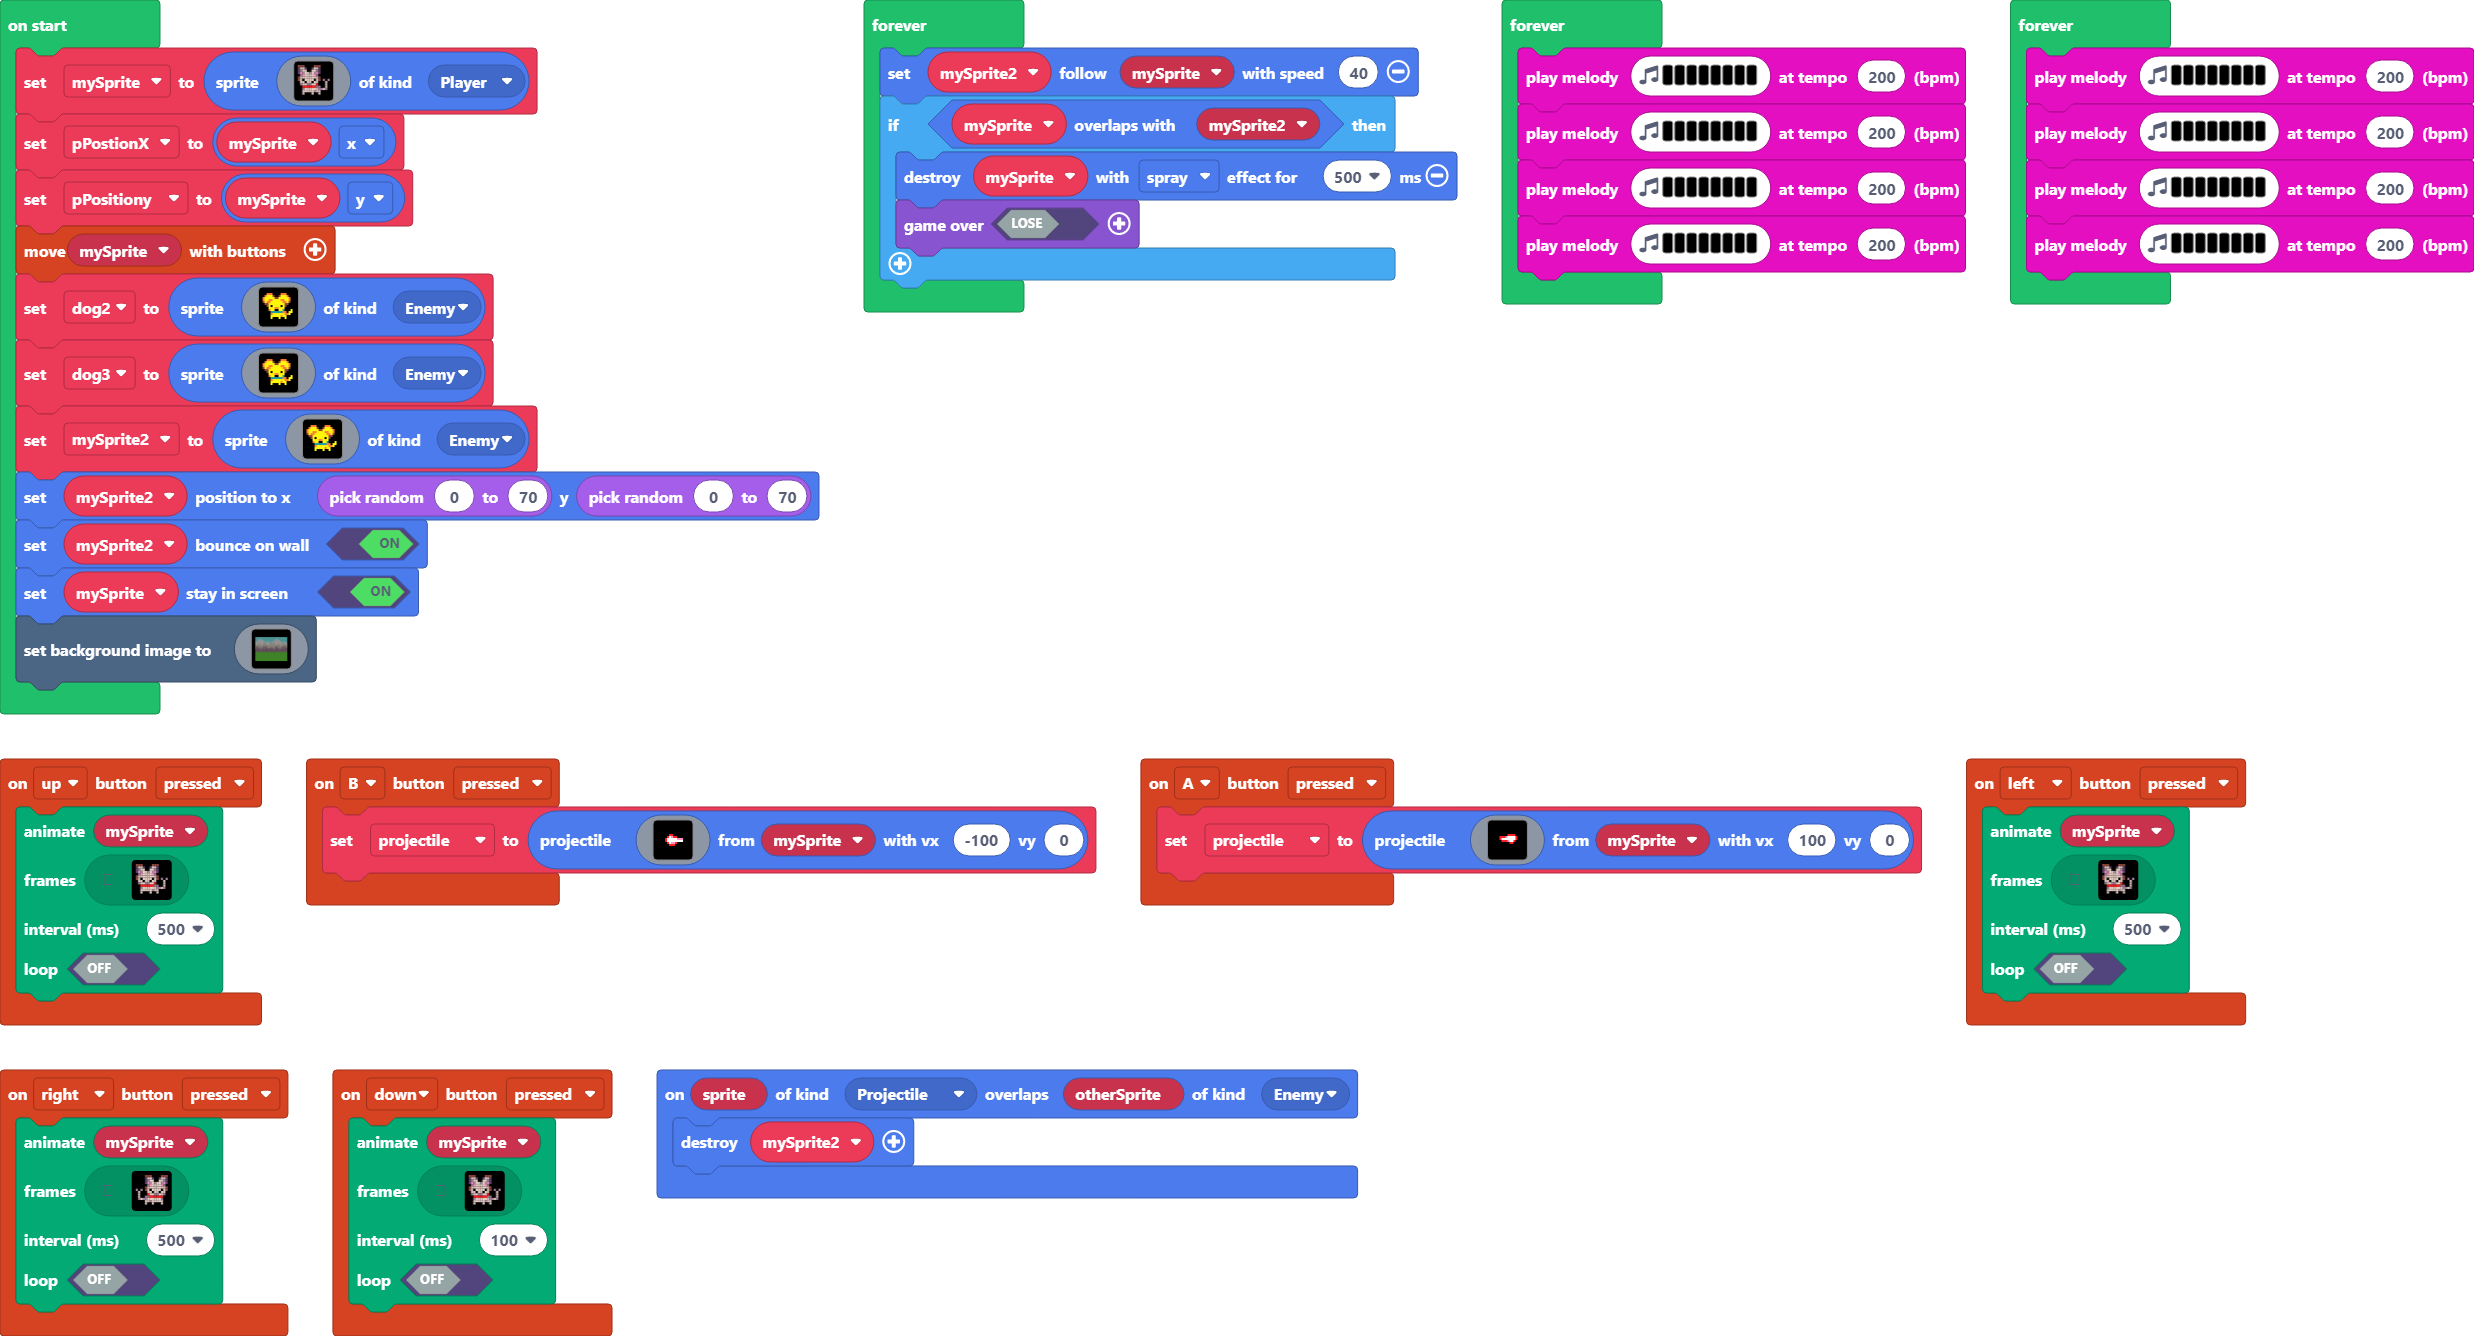 on start
set mySprite to sprite of kind Player
set pPostionX to mySprite x
set pPositiony to mySprite y
move mySprite with buttons
set dog2 to sprite of kind Enemy
set dog3 to sprite of kind Enemy
set mySprite2 to sprite of kind Enemy
set mySprite2 position to x pick random 0 to 70 y pick random 0 to 70
set mySprite2 bounce on wall ON
set mySprite stay in screen ON
set background image to
forever
set mySprite2 follow mySprite with speed 40
if mySprite overlaps with mySprite2 then
destroy mySprite with spray effect for 500 ms
game over LOSE
forever
play melody at tempo 200 (bpm)
play melody at tempo 200 (bpm)
play melody at tempo 200 (bpm)
play melody at tempo 200 (bpm)
forever
play melody at tempo 200 (bpm)
play melody at tempo 200 (bpm)
play melody at tempo 200 (bpm)
play melody at tempo 200 (bpm)
on up button pressed
animate mySprite
frames
interval (ms) 500
loop OFF
on B button pressed
set projectile to projectile from mySprite with vx -100 vy 0
on A button pressed
set projectile to projectile from mySprite with vx 100 vy 0
on left button pressed
animate mySprite
frames
interval (ms) 500
loop OFF
on right button pressed
animate mySprite
frames
interval (ms) 500
loop OFF
on down button pressed
animate mySprite
frames
interval (ms) 100
loop OFF
on sprite of kind Projectile overlaps otherSprite of kind Enemy
destroy mySprite2